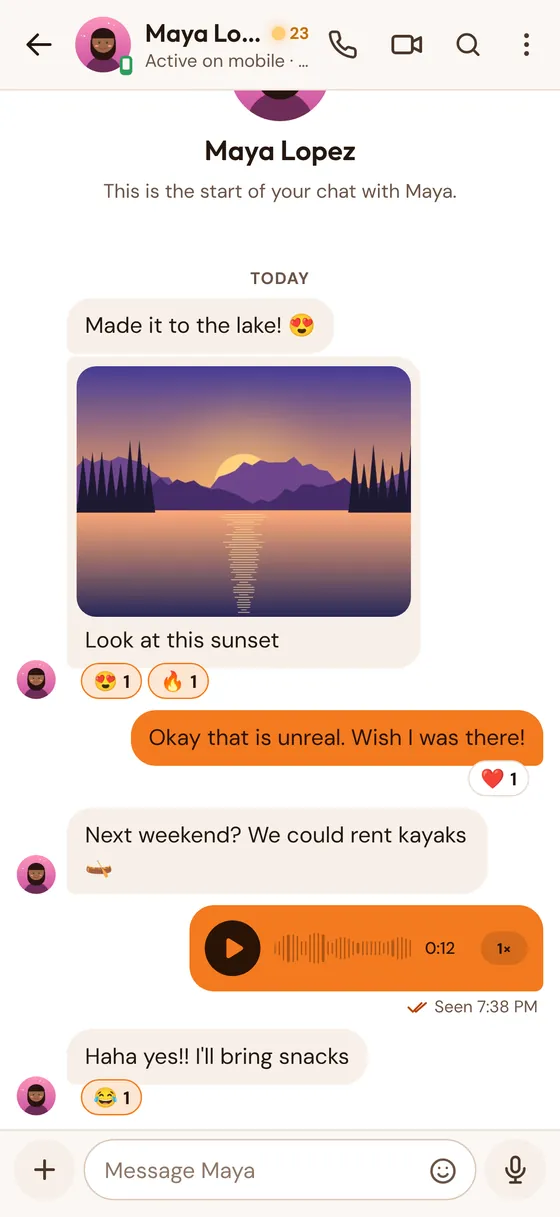 Maya Lo... 23
Active on mobile · ...
Maya Lopez
This is the start of your chat with Maya.
TODAY
Made it to the lake! 😍
Look at this sunset
😍 1 🔥 1
Okay that is unreal. Wish I was there!
❤️ 1
Next weekend? We could rent kayaks
🛶
0:12 1×
Seen 7:38 PM
Haha yes!! I'll bring snacks
😂 1
Message Maya